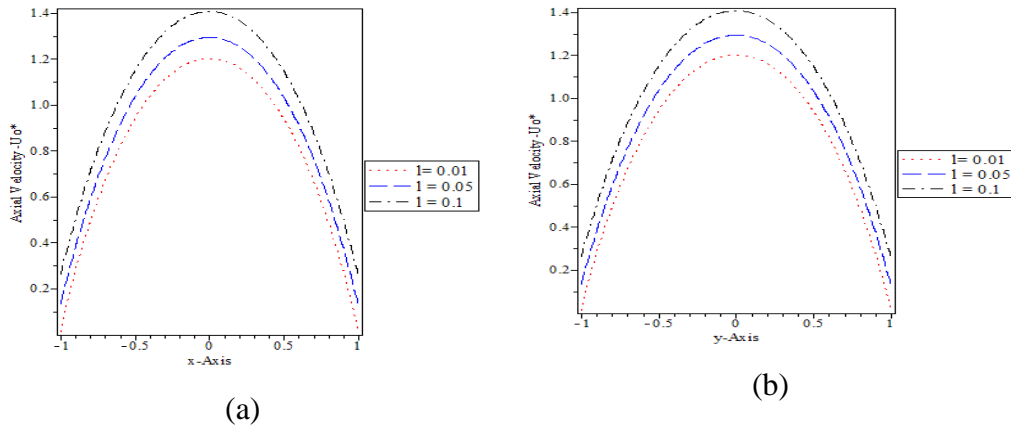 1.4
1.2
1.0
0.8
0.6
0.4
0.2
Axial Velocity-Uo*
-1
-0.5
0
0.5
1
x-Axis
l= 0.01
l = 0.05
l = 0.1
(a)
1.4
1.2
1.0
0.8
0.6
0.4
0.2
Axial Velocity-Uo*
-1
-0.5
0
0.5
1
y-Axis
l= 0.01
l = 0.05
l = 0.1
(b)